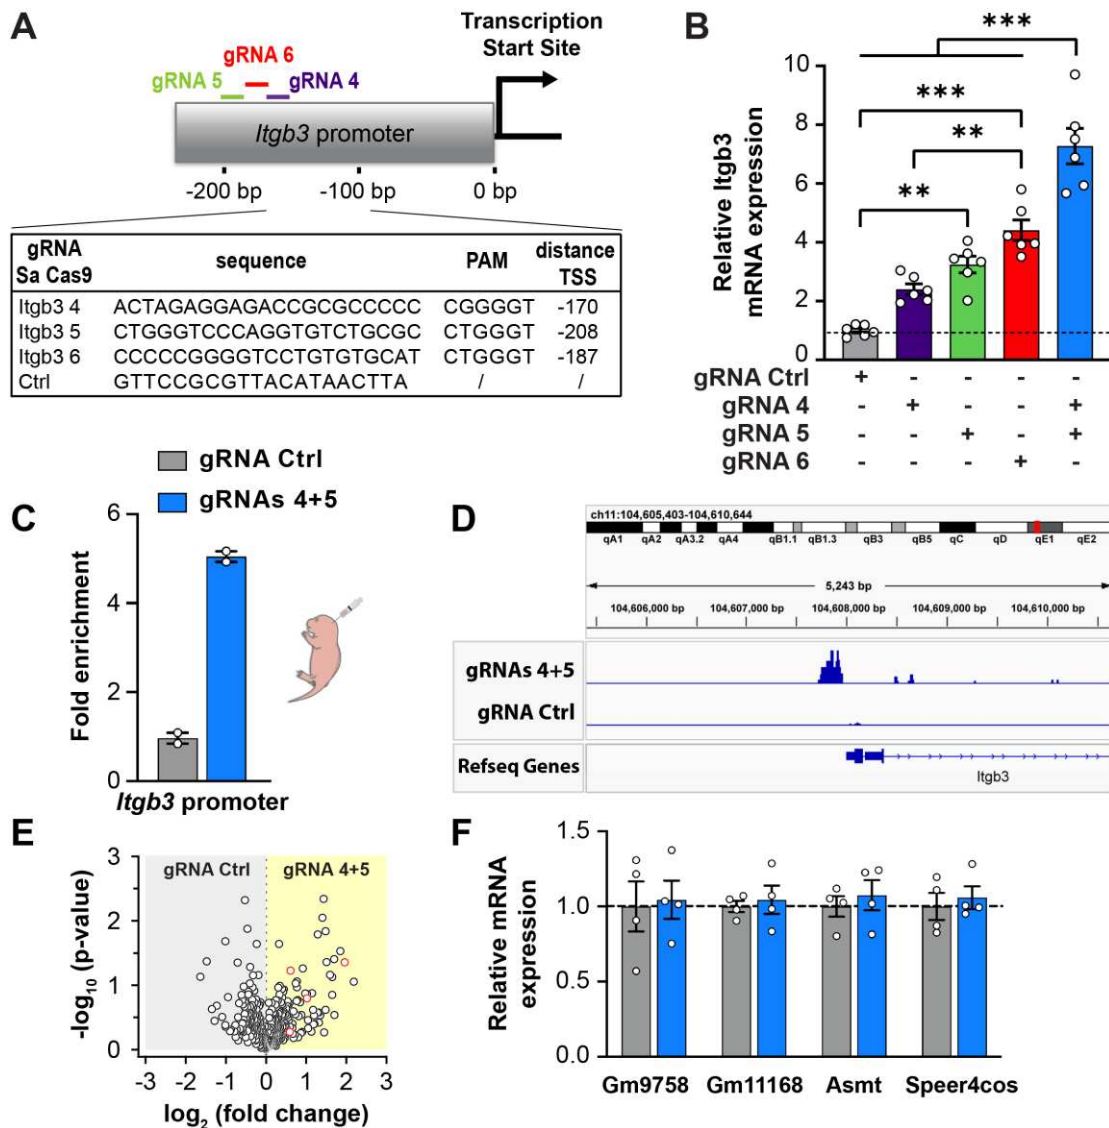 A
Transcription
Start Site
gRNA 6
gRNA 5
gRNA 4
Itgb3 promoter
-200 bp -100 bp 0 bp
gRNA
Sa Cas9 sequence PAM distance
TSS
Itgb3 4 ACTAGAGGAGACCGCGCCCCC CGGGGT -170
Itgb3 5 CTGGGTCCCAGGTGTCTGCGC CTGGGT -208
Itgb3 6 CCCCCGGGGTCCTGTGTGCAT CTGGGT -187
Ctrl GTTCCGCGTTACATAACTTA / /
B
***
***
**
**
Relative Itgb3
mRNA expression
10
8
6
4
2
0
gRNA Ctrl + - - - -
gRNA 4 - + - - +
gRNA 5 - - + - +
gRNA 6 - - - + -
C
gRNA Ctrl
gRNAs 4+5
Fold enrichment
6
4
2
0
Itgb3 promoter
D
ch11:104,605,403-104,610,644
qA1 qA2 qA3.2 qA4 qB1.1 qB1.3 qB3 qB5 qC qD qE1 qE2
5,243 bp
104,606,000 bp 104,607,000 bp 104,608,000 bp 104,609,000 bp 104,610,000 bp
gRNAs 4+5
gRNA Ctrl
Refseq Genes
Itgb3
E
gRNA Ctrl gRNA 4+5
-log10 (p-value)
3
2
1
0
-3 -2 -1 0 1 2 3
log2 (fold change)
F
Relative mRNA
expression
1.5
1.0
0.5
0.0
Gm9758 Gm11168 Asmt Speer4cos